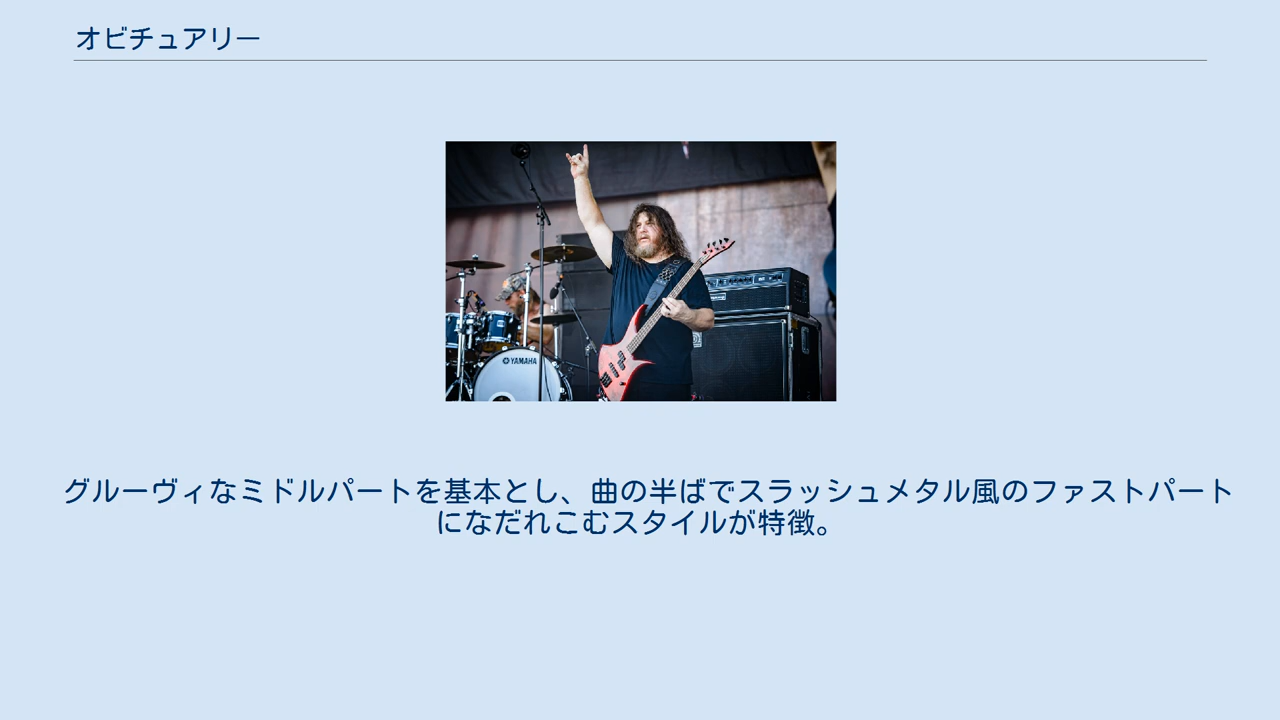 オビチュアリー
YAMAHA
グルーヴィなミドルパートを基本とし、曲の半ばでスラッシュメタル風のファストパート
になだれこむスタイルが特徴。